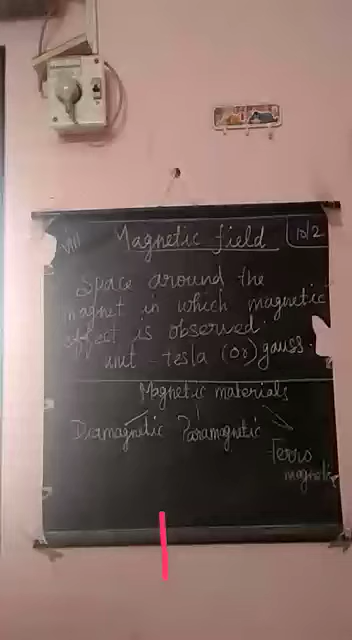 VIII Magnetic field 10/2
Space around the
magnet in which magnetic
effect is observed.
unit - tesla (Or) gauss.
Magnetic materials
Diamagnetic Paramagnetic
Ferro
magnetic